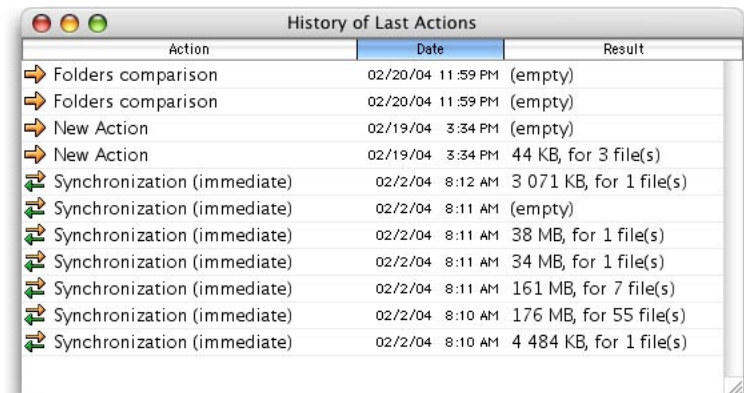 History of Last Actions
Action Date Result
Folders comparison 02/20/04 11:59 PM (empty)
Folders comparison 02/20/04 11:59 PM (empty)
New Action 02/19/04 3:34 PM (empty)
New Action 02/19/04 3:34 PM 44 KB, for 3 file(s)
Synchronization (immediate) 02/2/04 8:12 AM 3 071 KB, for 1 file(s)
Synchronization (immediate) 02/2/04 8:11 AM (empty)
Synchronization (immediate) 02/2/04 8:11 AM 38 MB, for 1 file(s)
Synchronization (immediate) 02/2/04 8:11 AM 34 MB, for 1 file(s)
Synchronization (immediate) 02/2/04 8:11 AM 161 MB, for 7 file(s)
Synchronization (immediate) 02/2/04 8:10 AM 176 MB, for 55 file(s)
Synchronization (immediate) 02/2/04 8:10 AM 4 484 KB, for 1 file(s)